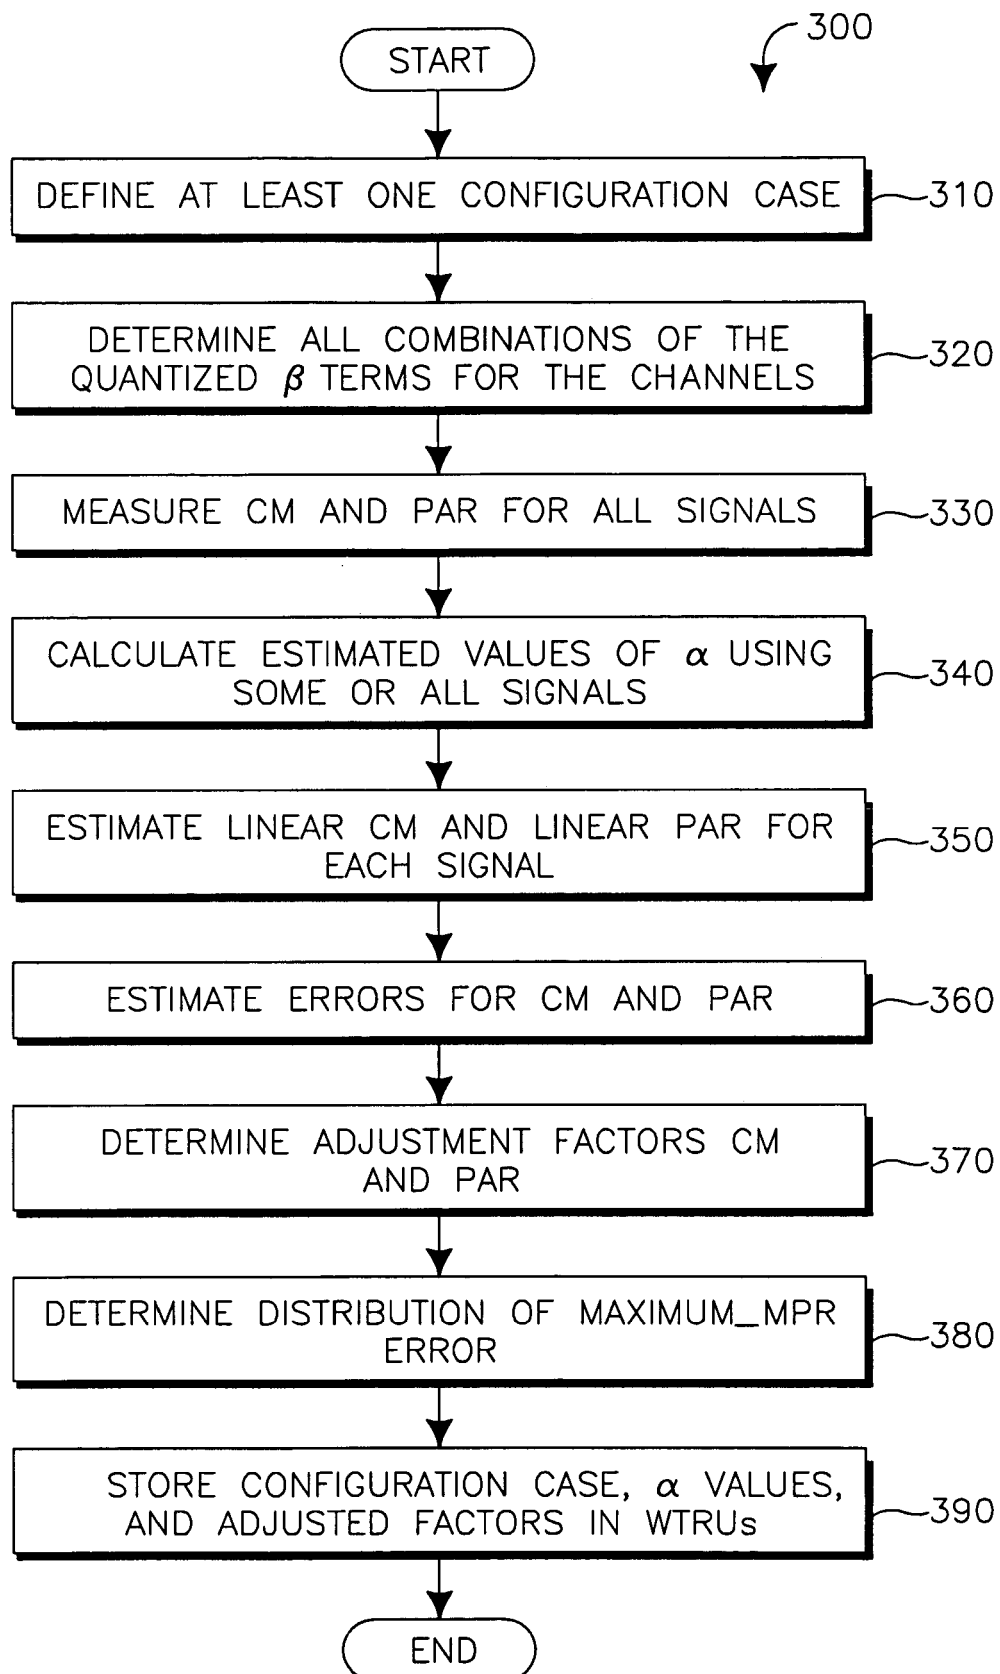 300
START
DEFINE AT LEAST ONE CONFIGURATION CASE
310
DETERMINE ALL COMBINATIONS OF THE
QUANTIZED β TERMS FOR THE CHANNELS
320
MEASURE CM AND PAR FOR ALL SIGNALS
330
CALCULATE ESTIMATED VALUES OF α USING
SOME OR ALL SIGNALS
340
ESTIMATE LINEAR CM AND LINEAR PAR FOR
EACH SIGNAL
350
ESTIMATE ERRORS FOR CM AND PAR
360
DETERMINE ADJUSTMENT FACTORS CM
AND PAR
370
DETERMINE DISTRIBUTION OF MAXIMUM_MPR
ERROR
380
STORE CONFIGURATION CASE, α VALUES,
AND ADJUSTED FACTORS IN WTRUs
390
END